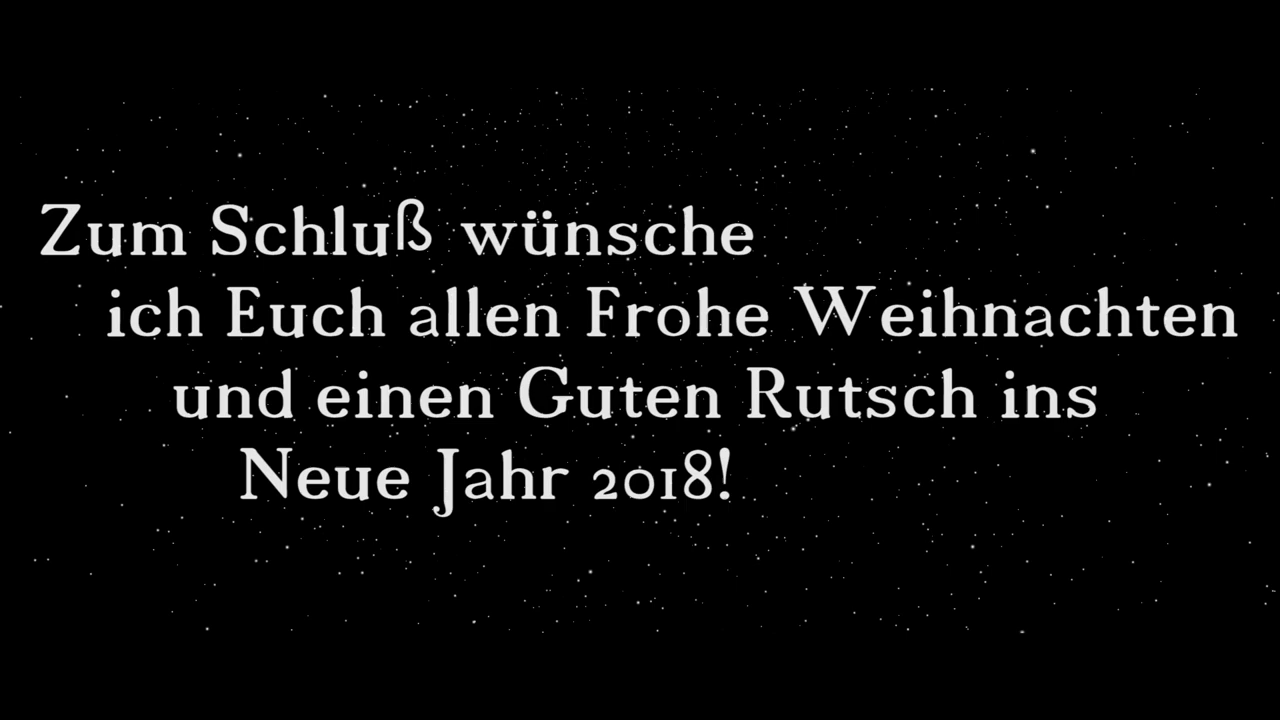 Zum Schluß wünsche
ich Euch allen Frohe Weihnachten
und einen Guten Rutsch ins
Neue Jahr 2018!